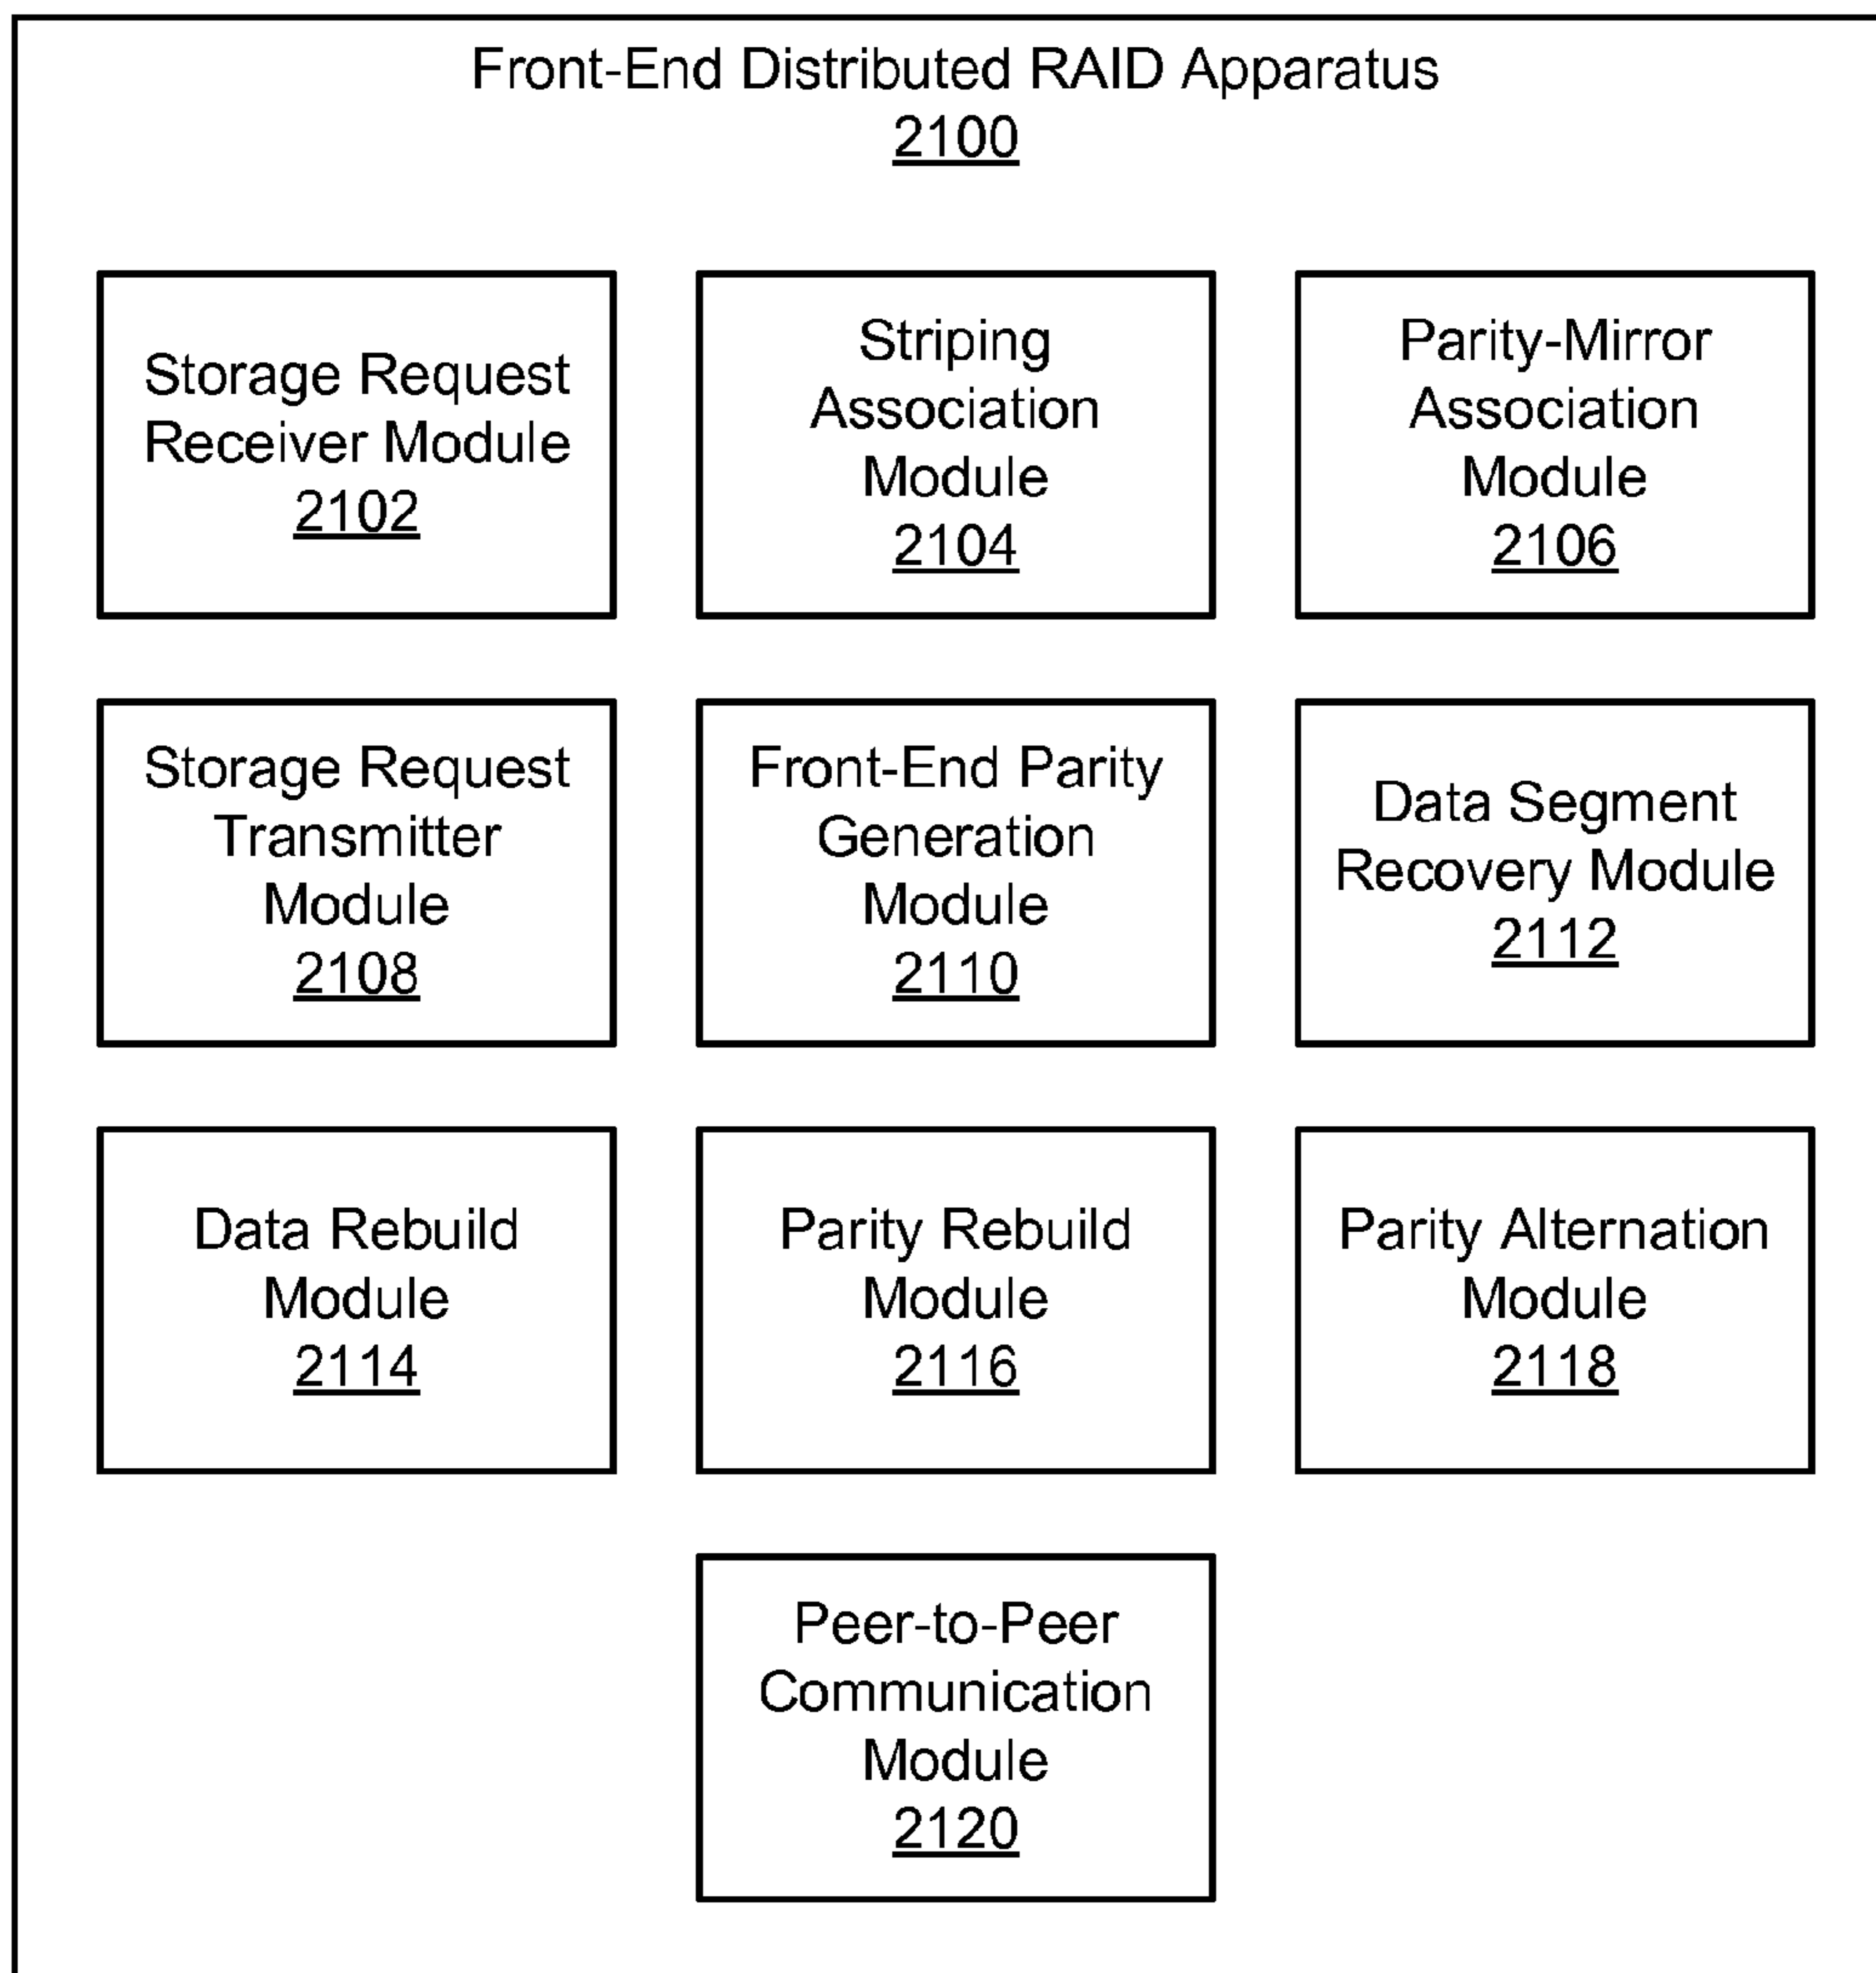 Front-End Distributed RAID Apparatus
2100
Storage Request
Receiver Module
2102
Striping
Association
Module
2104
Parity-Mirror
Association
Module
2106
Storage Request
Transmitter
Module
2108
Front-End Parity
Generation
Module
2110
Data Segment
Recovery Module
2112
Data Rebuild
Module
2114
Parity Rebuild
Module
2116
Parity Alternation
Module
2118
Peer-to-Peer
Communication
Module
2120